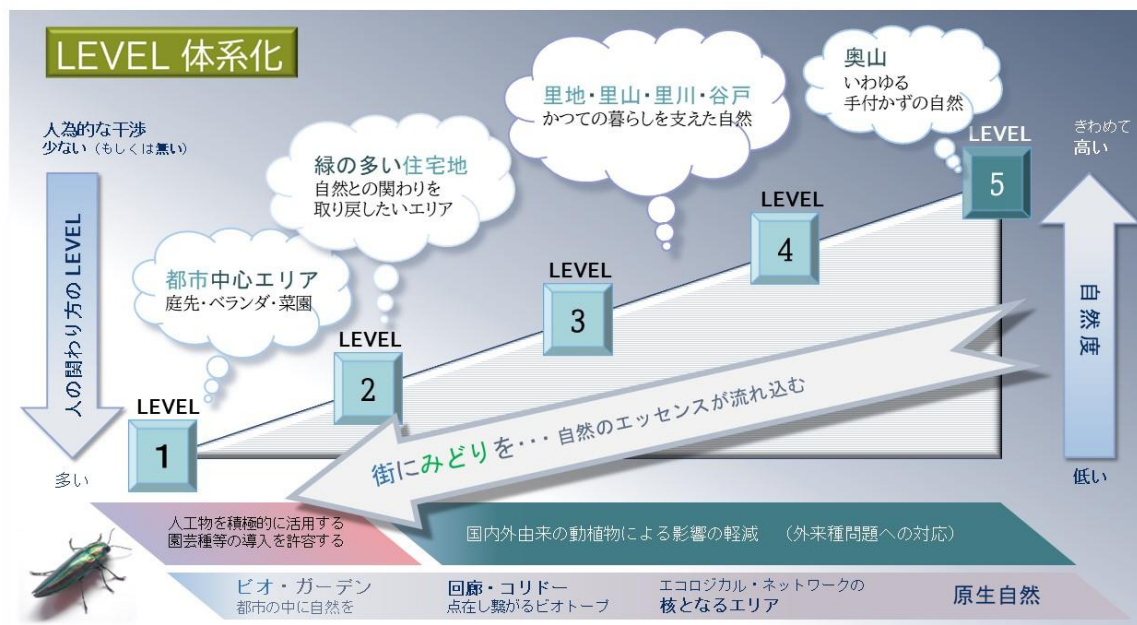 LEVEL 体系化
人為的な干渉
少ない（もしくは無い）
人の関わり方の LEVEL
多い
都市中心エリア
庭先・ベランダ・菜園
緑の多い住宅地
自然との関わりを
取り戻したいエリア
里地・里山・里川・谷戸
かつての暮らしを支えた自然
奥山
いわゆる
手付かずの自然
LEVEL
1
LEVEL
2
LEVEL
3
LEVEL
4
LEVEL
5
きわめて
高い
自然度
低い
街にみどりを・・・自然のエッセンスが流れ込む
人工物を積極的に活用する
園芸種等の導入を許容する
国内外由来の動植物による影響の軽減　（外来種問題への対応）
ビオ・ガーデン
都市の中に自然を
回廊・コリドー
点在し繋がるビオトープ
エコロジカル・ネットワークの
核となるエリア
原生自然